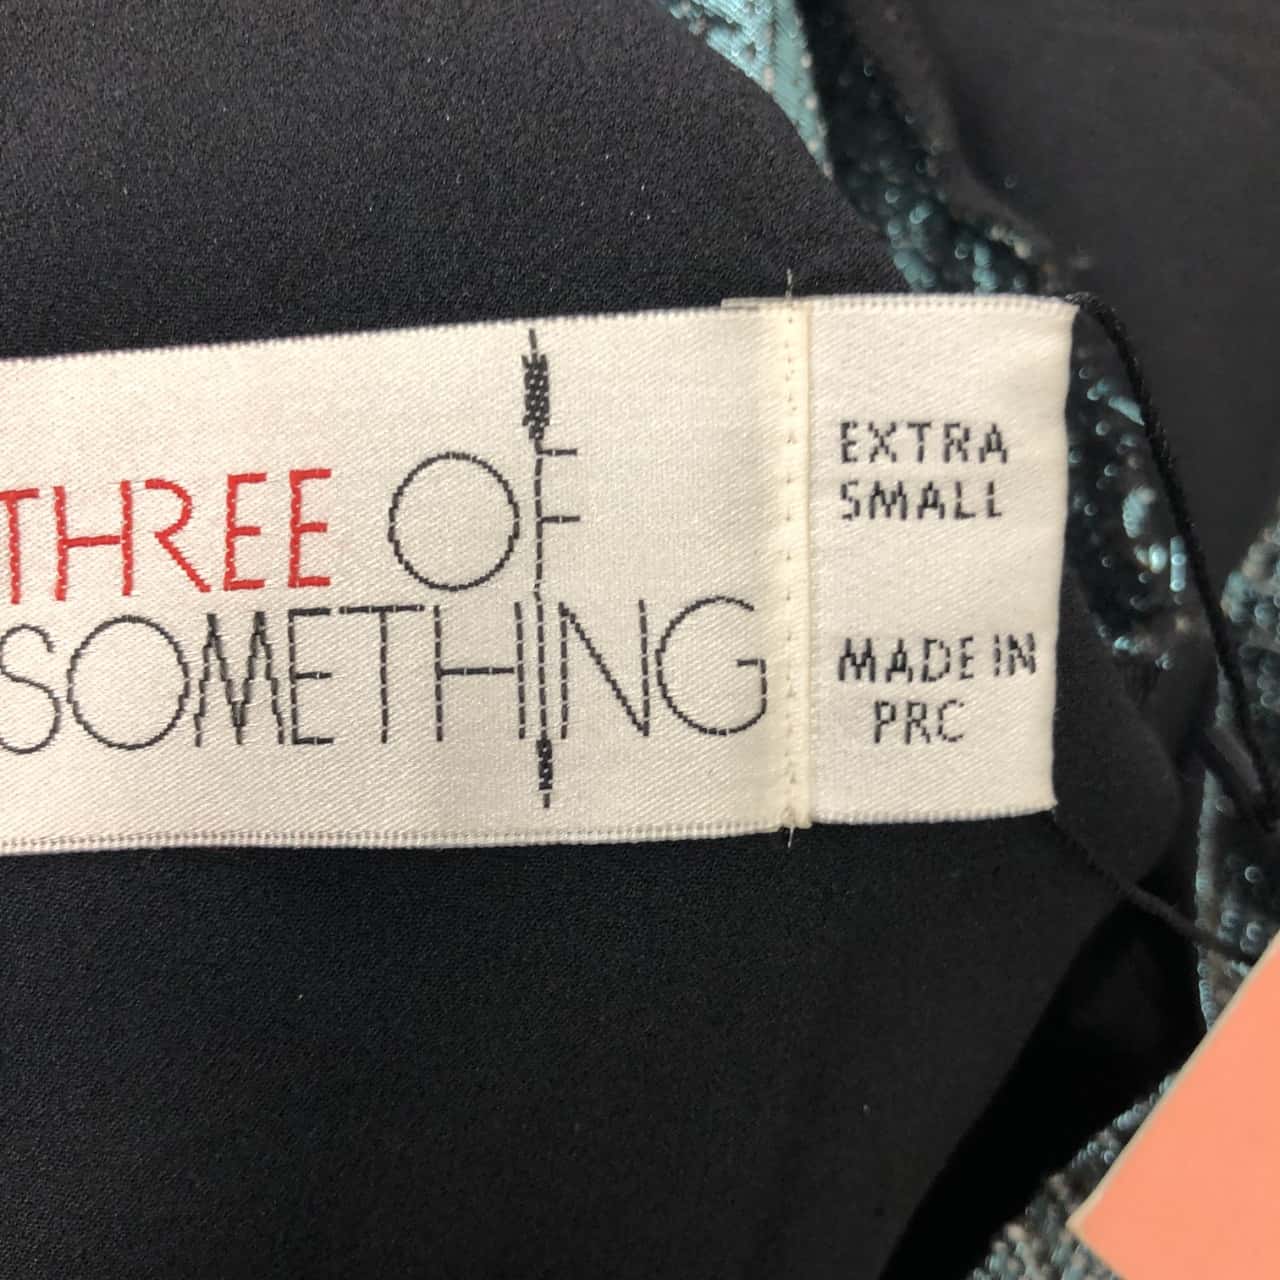 THREE OF
SOMETHING
EXTRA
SMALL
MADE IN
PRC